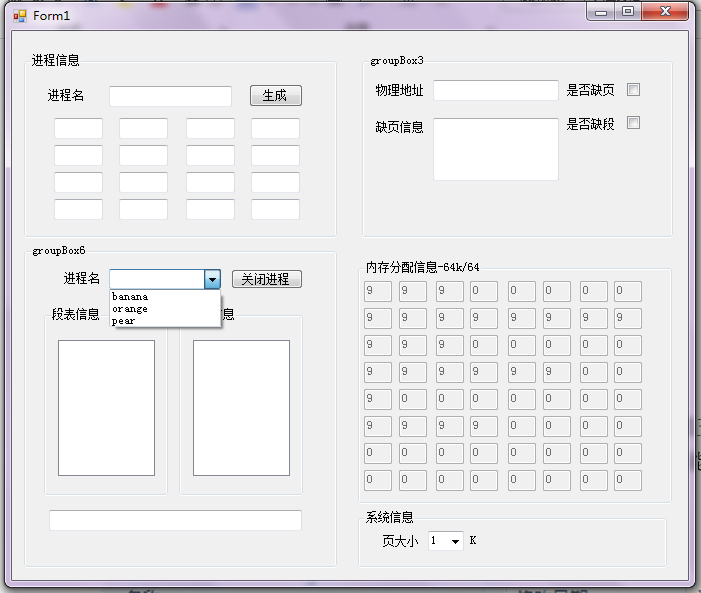 Form1
进程信息
进程名 生成
groupBox3
物理地址 是否缺页
缺页信息 是否缺段
groupBox6
进程名 关闭进程
banana
orange
pear
段表信息 息
内存分配信息-64k/64
9 9 9 0 0 0 0 0
9 9 9 9 9 9 9 9
9 9 9 9 0 0 0 0
9 9 9 9 9 9 0 0
9 0 0 0 0 0 0 0
9 9 9 9 0 0 0 0
0 0 0 0 0 0 0 0
0 0 0 0 0 0 0 0
系统信息
页大小 1 K